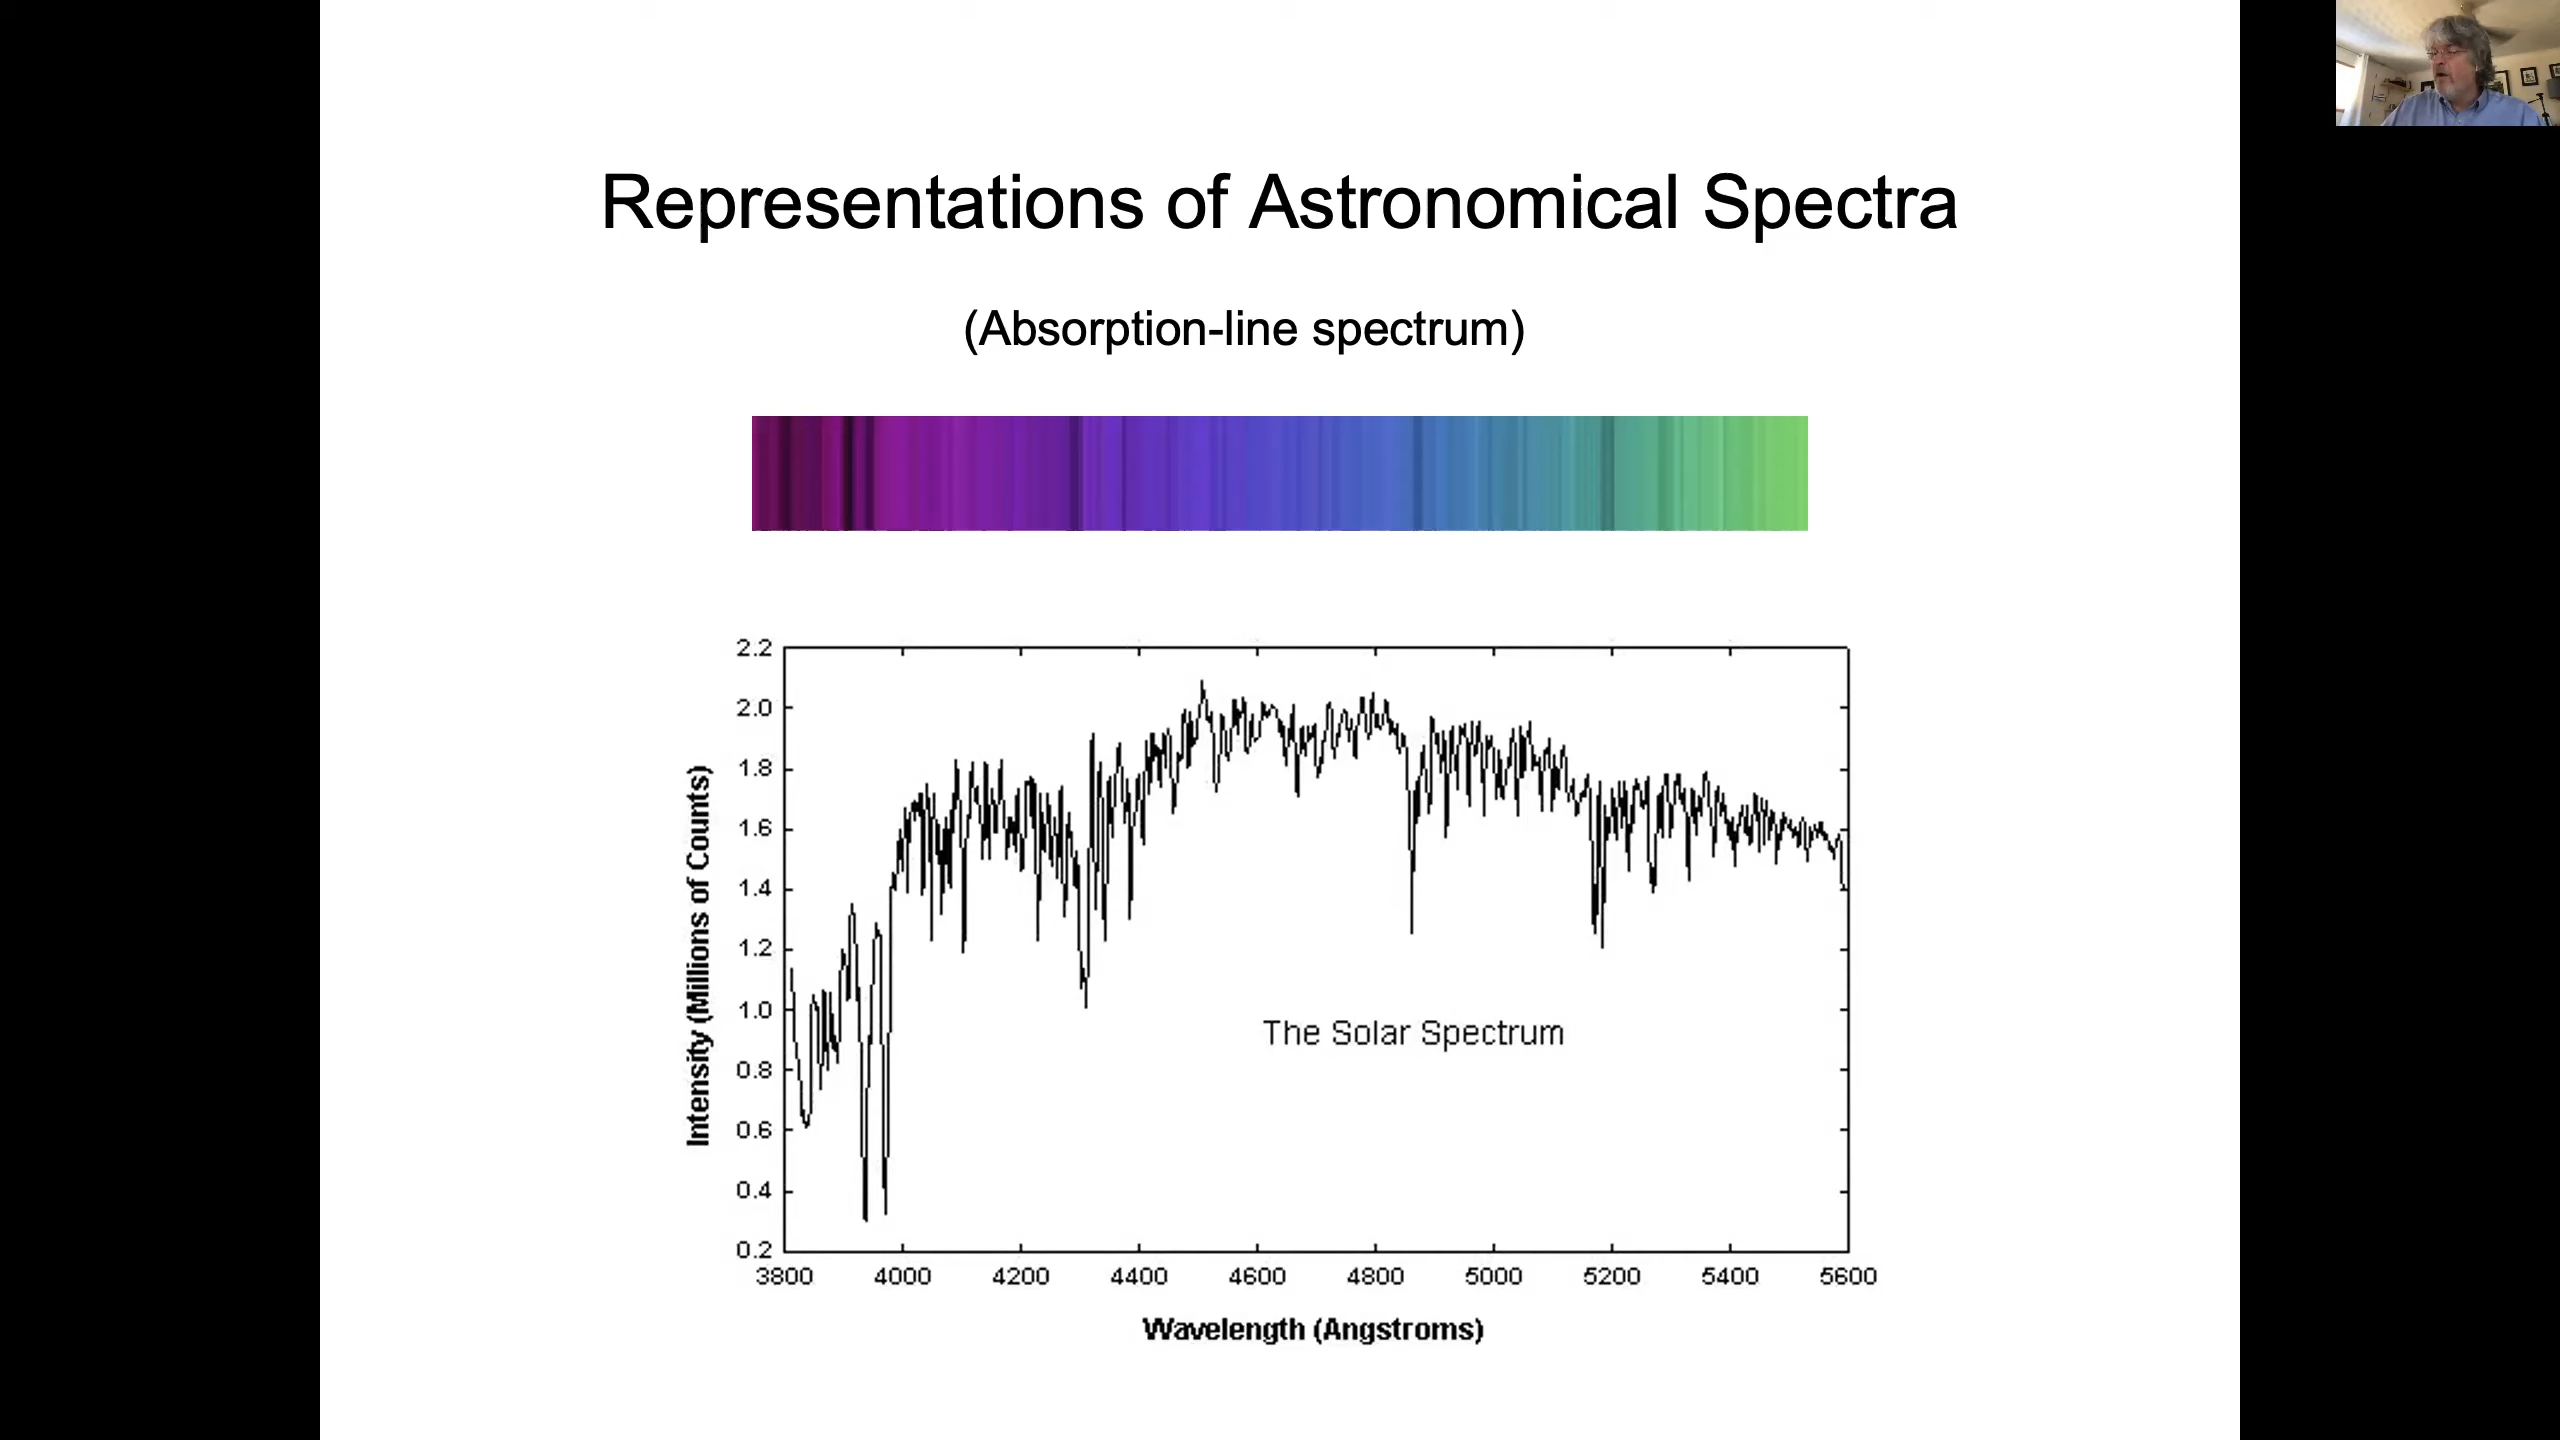 Representations of Astronomical Spectra
(Absorption-line spectrum)
2.2
2.0
1.8
1.6
1.4
1.2
1.0
0.8
0.6
0.4
0.2
Intensity (Millions of Counts)
The Solar Spectrum
3800 4000 4200 4400 4600 4800 5000 5200 5400 5600
Wavelength (Angstroms)